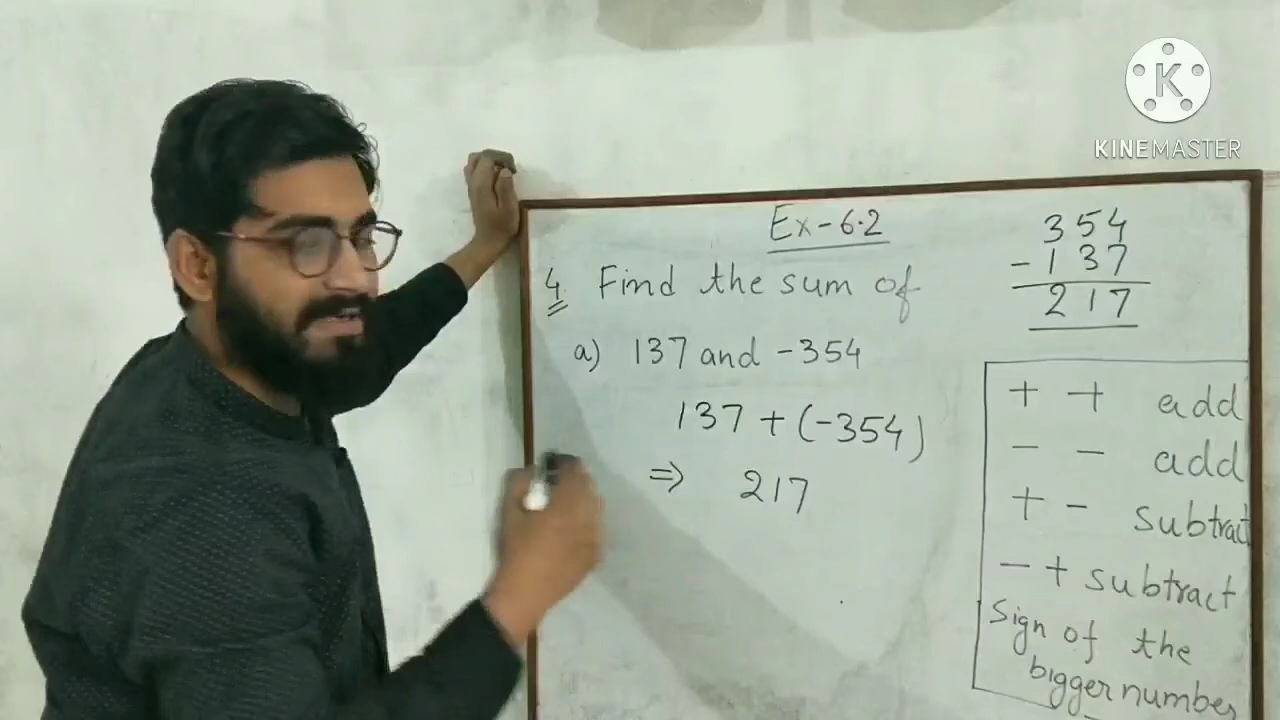 K
KINEMASTER
Ex-6.2
4. Find the sum of
a) 137 and -354
137 + (-354)
⇒ 217
354
- 137
217
+ + add
- - add
+ - subtract
- + subtract
Sign of the
bigger number